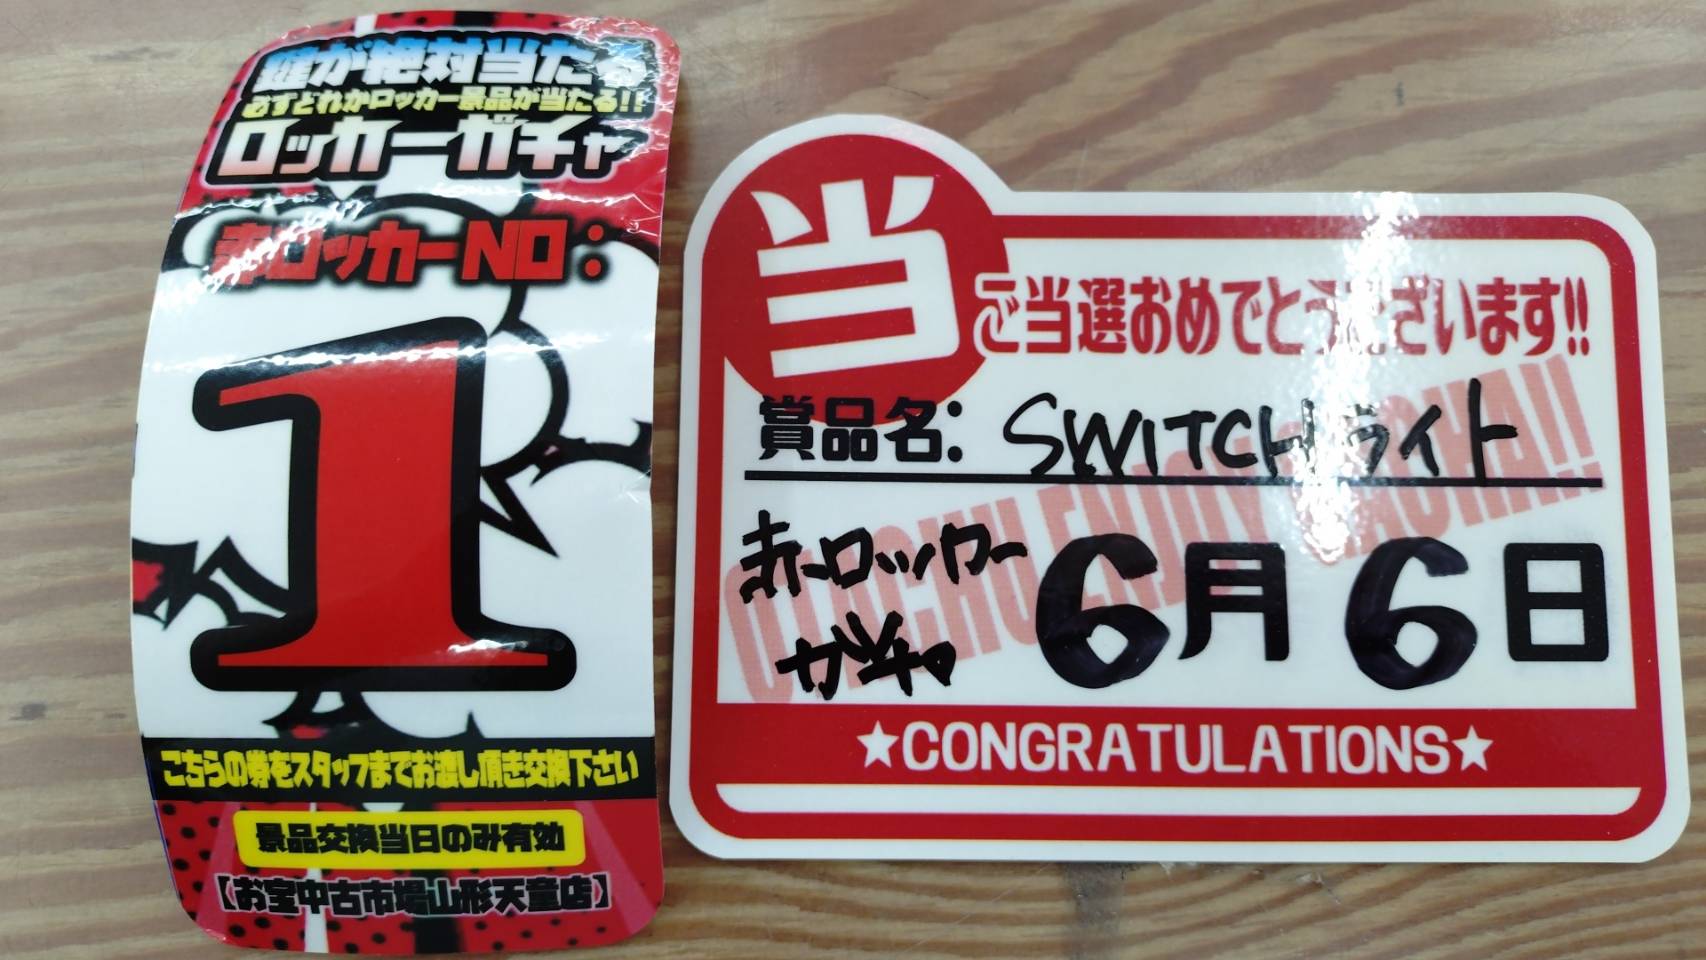 鍵が絶対当たる
必ずどれかロッカー景品が当たる!!
ロッカーガチャ
赤ロッカーNO:
1
こちらの券をスタッフまでお渡し頂き交換下さい
景品交換当日のみ有効
【お宝中古市場山形天童店】
当
ご当選おめでとうございます!!
賞品名: SWITCHライト
赤ロッカー
ガチャ
6月6日
OTACHU ENJOY GACHA!!
★CONGRATULATIONS★